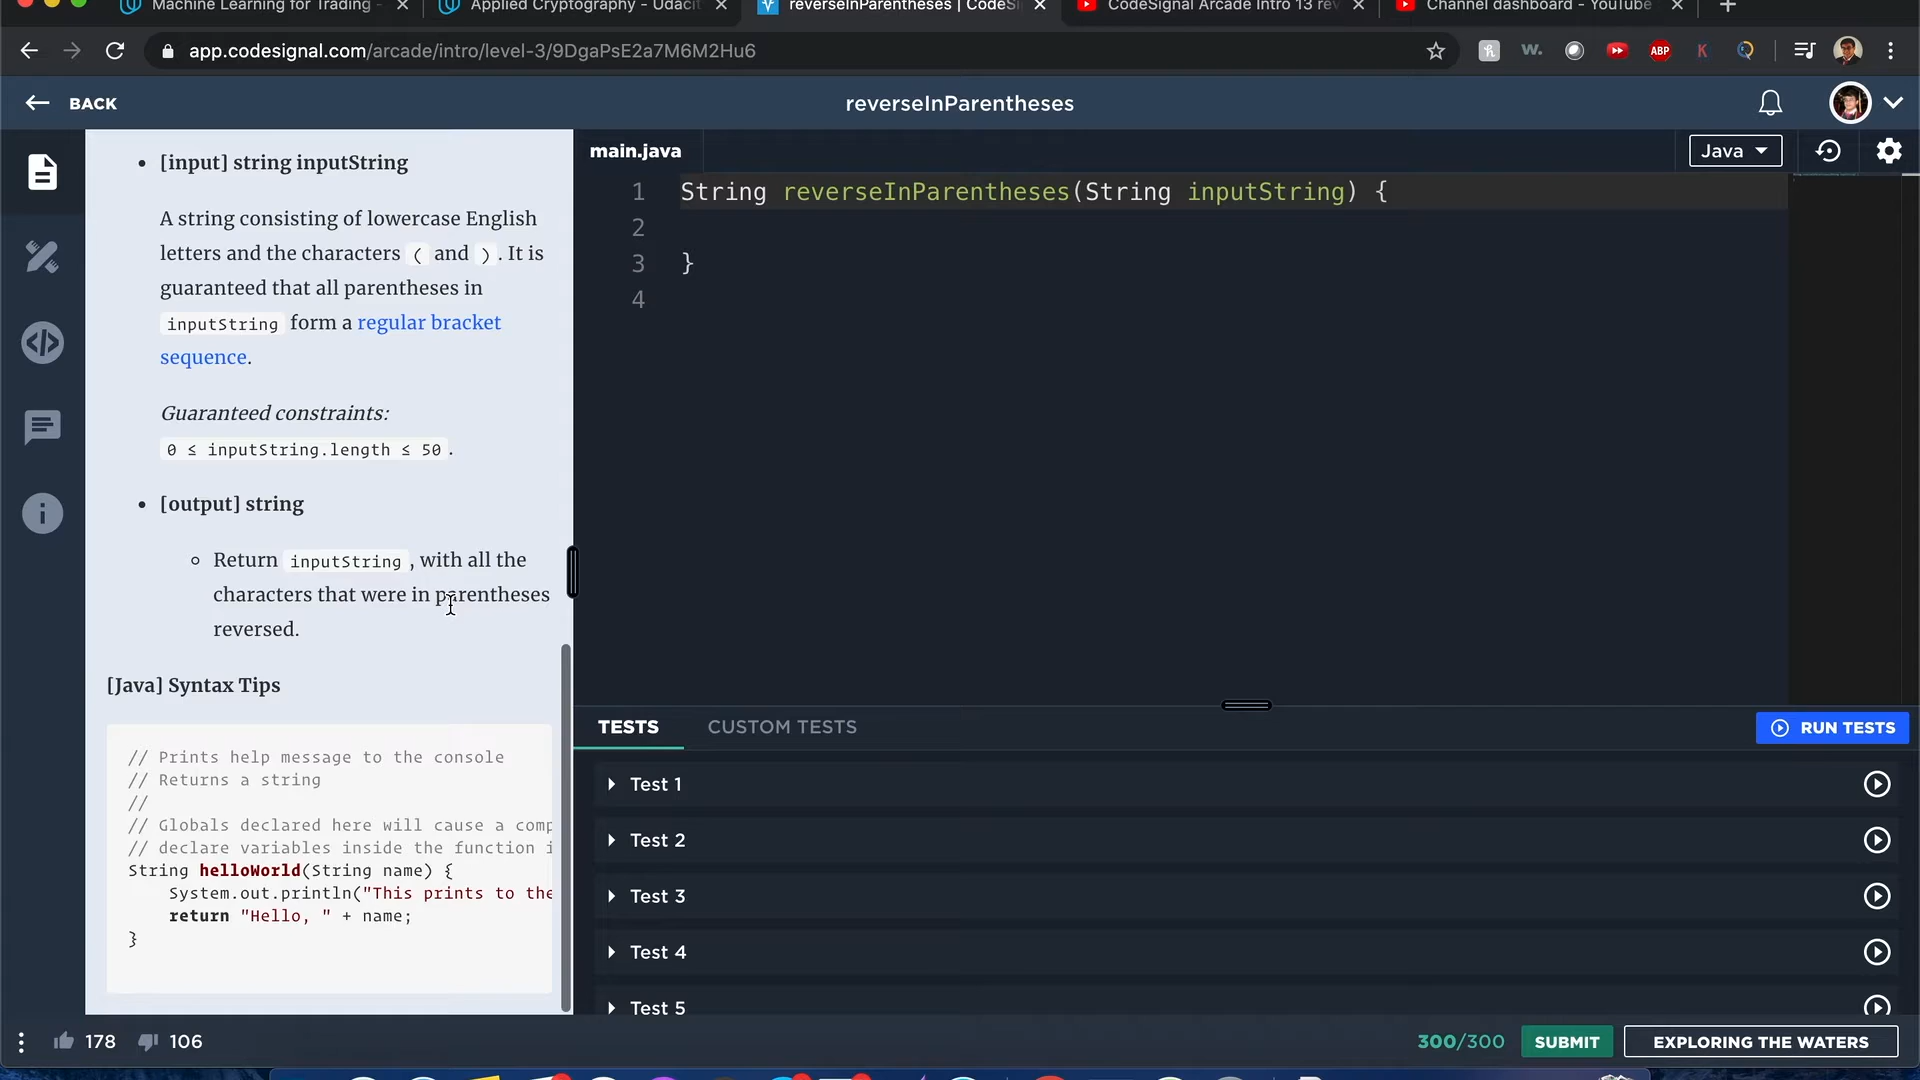 Machine Learning for Trading -
Applied Cryptography - Udaci
reverseInParentheses | CodeSi
CodeSignal Arcade Intro 13 rev
Channel dashboard - YouTube
app.codesignal.com/arcade/intro/level-3/9DgaPsE2a7M6M2Hu6
W.
ABP
K
BACK
reverseInParentheses
[input] string inputString
A string consisting of lowercase English
letters and the characters ( and ). It is
guaranteed that all parentheses in
inputString form a regular bracket
sequence.
Guaranteed constraints:
0 ≤ inputString.length ≤ 50.
[output] string
Return inputString, with all the
characters that were in parentheses
reversed.
[Java] Syntax Tips
// Prints help message to the console
// Returns a string
//
// Globals declared here will cause a comp
// declare variables inside the function i
String helloWorld(String name) {
System.out.println("This prints to the
return "Hello, " + name;
}
main.java
Java
1 String reverseInParentheses(String inputString) {
2
3 }
4
TESTS
CUSTOM TESTS
RUN TESTS
Test 1
Test 2
Test 3
Test 4
Test 5
178
106
300/300
SUBMIT
EXPLORING THE WATERS